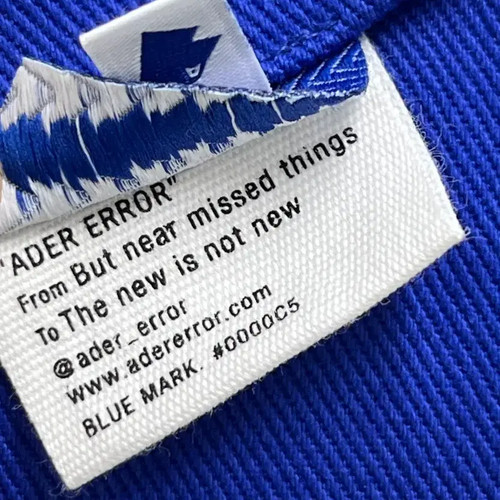 "ADER ERROR"
From But near missed things
To The new is not new
@ader_error
www.adererror.com
BLUE MARK. #0000C5